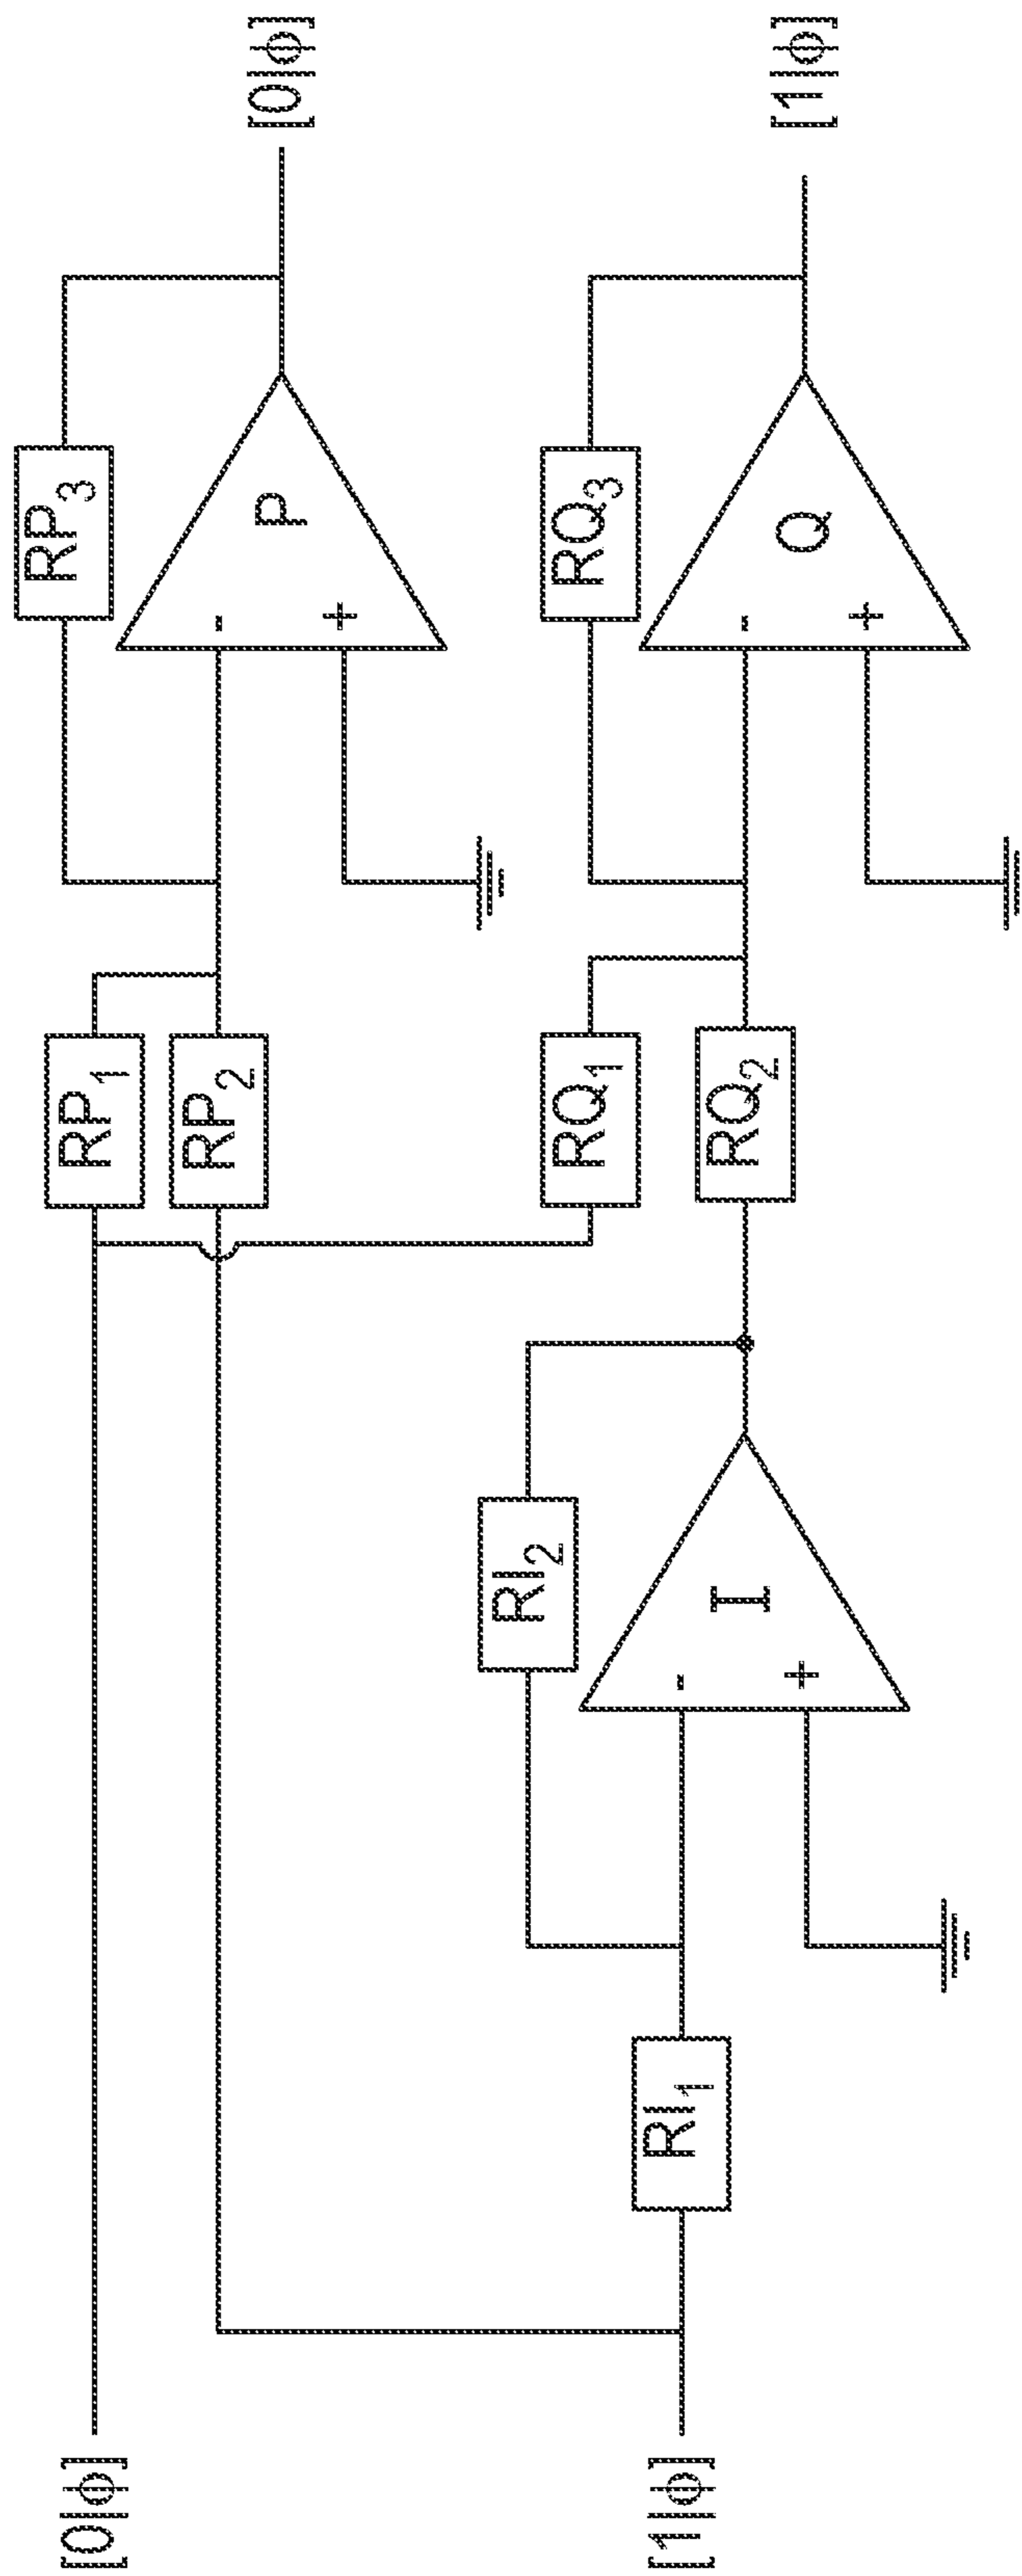 [0|ϕ]
[1|ϕ]
RP₃
P
-
+
RQ₃
Q
-
+
RP₁
RP₂
RQ₁
RQ₂
RI₂
I
-
+
RI₁
[0|ϕ]
[1|ϕ]